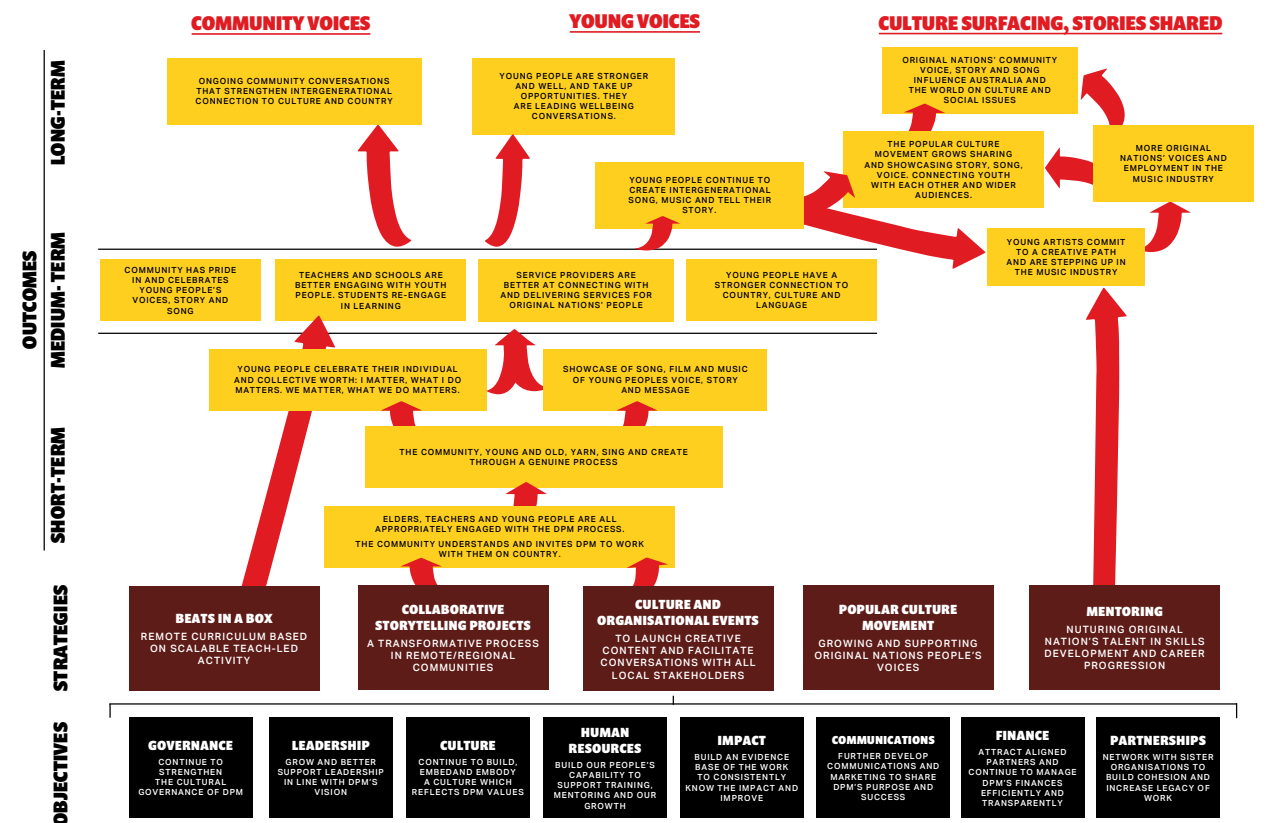 COMMUNITY VOICES
YOUNG VOICES
CULTURE SURFACING, STORIES SHARED
OUTCOMES
LONG-TERM
ONGOING COMMUNITY CONVERSATIONS
THAT STRENGTHEN INTERGENERATIONAL
CONNECTION TO CULTURE AND COUNTRY
YOUNG PEOPLE ARE STRONGER
AND WELL, AND TAKE UP
OPPORTUNITIES. THEY
ARE LEADING WELLBEING
CONVERSATIONS.
ORIGINAL NATIONS' COMMUNITY
VOICE, STORY AND SONG
INFLUENCE AUSTRALIA AND
THE WORLD ON CULTURE AND
SOCIAL ISSUES
THE POPULAR CULTURE
MOVEMENT GROWS SHARING
AND SHOWCASING STORY, SONG,
VOICE. CONNECTING YOUTH
WITH EACH OTHER AND WIDER
AUDIENCES.
MORE ORIGINAL
NATIONS' VOICES AND
EMPLOYMENT IN THE
MUSIC INDUSTRY
YOUNG PEOPLE CONTINUE TO
CREATE INTERGENERATIONAL
SONG, MUSIC AND TELL THEIR
STORY.
YOUNG ARTISTS COMMIT
TO A CREATIVE PATH
AND ARE STEPPING UP IN
THE MUSIC INDUSTRY
MEDIUM-TERM
COMMUNITY HAS PRIDE
IN AND CELEBRATES
YOUNG PEOPLE'S
VOICES, STORY AND
SONG
TEACHERS AND SCHOOLS ARE
BETTER ENGAGING WITH YOUTH
PEOPLE. STUDENTS RE-ENGAGE
IN LEARNING
SERVICE PROVIDERS ARE
BETTER AT CONNECTING WITH
AND DELIVERING SERVICES FOR
ORIGINAL NATIONS' PEOPLE
YOUNG PEOPLE HAVE A
STRONGER CONNECTION TO
COUNTRY, CULTURE AND
LANGUAGE
YOUNG PEOPLE CELEBRATE THEIR INDIVIDUAL
AND COLLECTIVE WORTH: I MATTER, WHAT I DO
MATTERS. WE MATTER, WHAT WE DO MATTERS.
SHOWCASE OF SONG, FILM AND MUSIC
OF YOUNG PEOPLES VOICE, STORY
AND MESSAGE
SHORT-TERM
THE COMMUNITY, YOUNG AND OLD, YARN, SING AND CREATE
THROUGH A GENUINE PROCESS
ELDERS, TEACHERS AND YOUNG PEOPLE ARE ALL
APPROPRIATELY ENGAGED WITH THE DPM PROCESS.
THE COMMUNITY UNDERSTANDS AND INVITES DPM TO WORK
WITH THEM ON COUNTRY.
STRATEGIES
BEATS IN A BOX
REMOTE CURRICULUM BASED
ON SCALABLE TEACH-LED
ACTIVITY
COLLABORATIVE
STORYTELLING PROJECTS
A TRANSFORMATIVE PROCESS
IN REMOTE/REGIONAL
COMMUNITIES
CULTURE AND
ORGANISATIONAL EVENTS
TO LAUNCH CREATIVE
CONTENT AND FACILITATE
CONVERSATIONS WITH ALL
LOCAL STAKEHOLDERS
POPULAR CULTURE
MOVEMENT
GROWING AND SUPPORTING
ORIGINAL NATIONS PEOPLE'S
VOICES
MENTORING
NUTURING ORIGINAL
NATION'S TALENT IN SKILLS
DEVELOPMENT AND CAREER
PROGRESSION
OBJECTIVES
GOVERNANCE
CONTINUE TO
STRENGTHEN
THE CULTURAL
GOVERNANCE OF DPM
LEADERSHIP
GROW AND BETTER
SUPPORT LEADERSHIP
IN LINE WITH DPM'S
VISION
CULTURE
CONTINUE TO BUILD,
EMBEDAND EMBODY
A CULTURE WHICH
REFLECTS DPM VALUES
HUMAN
RESOURCES
BUILD OUR PEOPLE'S
CAPABILITY TO
SUPPORT TRAINING,
MENTORING AND OUR
GROWTH
IMPACT
BUILD AN EVIDENCE
BASE OF THE WORK
TO CONSISTENTLY
KNOW THE IMPACT AND
IMPROVE
COMMUNICATIONS
FURTHER DEVELOP
COMMUNICATIONS AND
MARKETING TO SHARE
DPM'S PURPOSE AND
SUCCESS
FINANCE
ATTRACT ALIGNED
PARTNERS AND
CONTINUE TO MANAGE
DPM'S FINANCES
EFFICIENTLY AND
TRANSPARENTLY
PARTNERSHIPS
NETWORK WITH SISTER
ORGANISATIONS TO
BUILD COHESION AND
INCREASE LEGACY OF
WORK